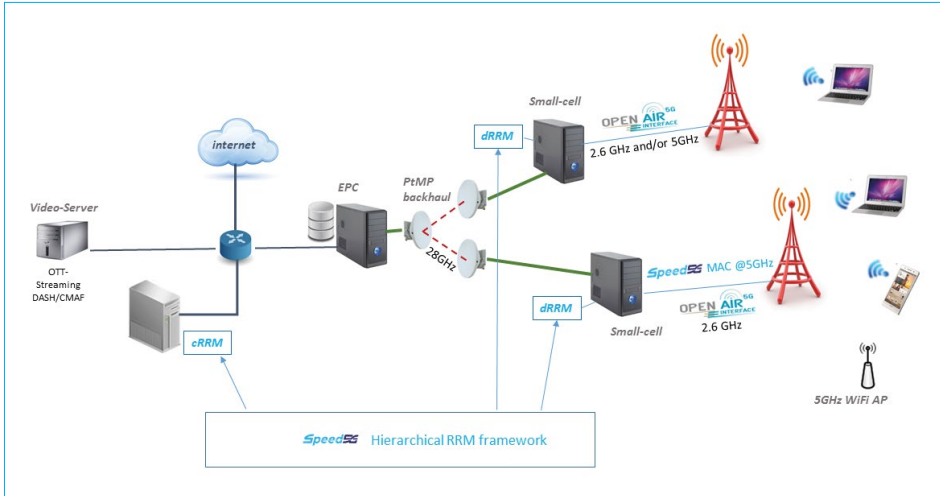 Small-cell
OPEN AIR 5G
INTERFACE
dRRM
2.6 GHz and/or 5GHz
internet
EPC
PtMP
backhaul
Video-Server
28GHz
OTT-
Streaming
DASH/CMAF
Speed5G MAC @5GHz
OPEN AIR 5G
INTERFACE
dRRM
2.6 GHz
Small-cell
cRRM
5GHz WiFi AP
Speed5G Hierarchical RRM framework